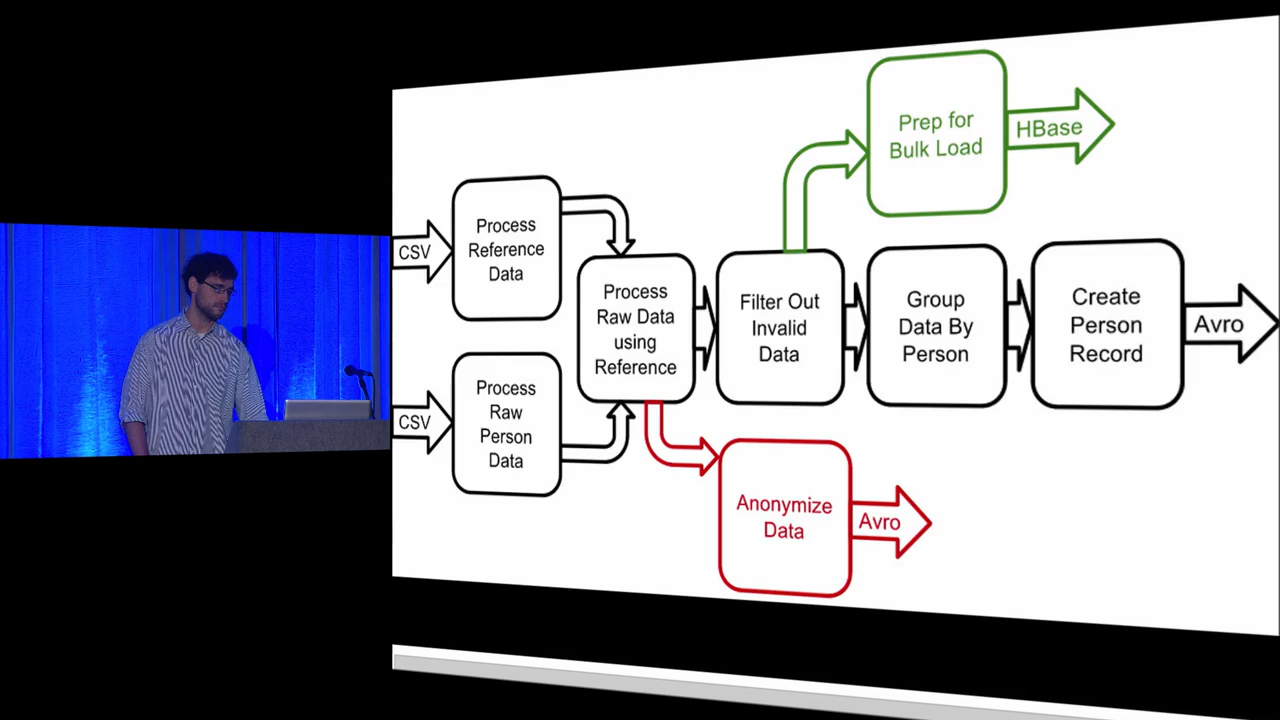 CSV
Process
Reference
Data
CSV
Process
Raw
Person
Data
Process
Raw Data
using
Reference
Filter Out
Invalid
Data
Prep for
Bulk Load
HBase
Group
Data By
Person
Create
Person
Record
Avro
Anonymize
Data
Avro